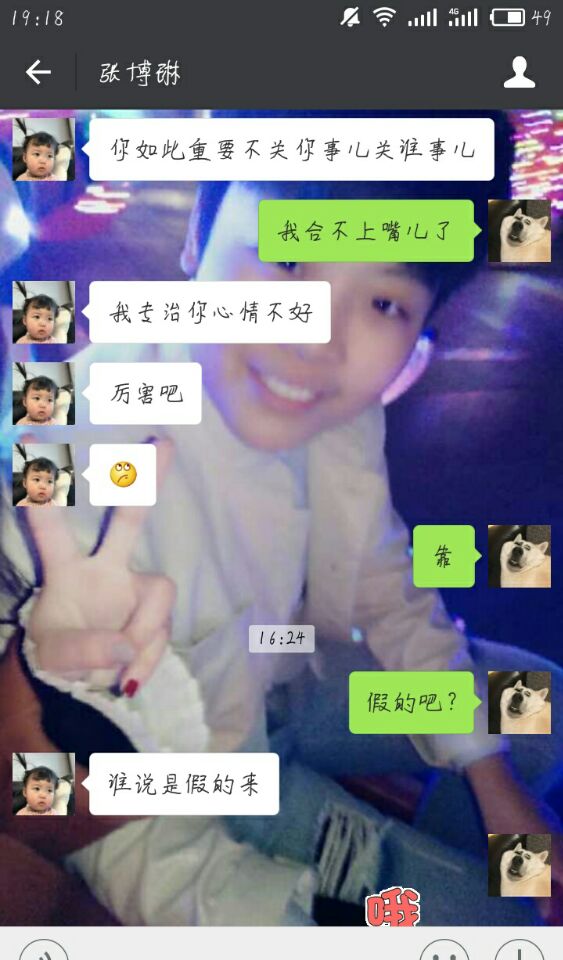 19:18
4G
49
张博琳
你如此重要不关你事儿关谁事儿
我合不上嘴儿了
我专治你心情不好
厉害吧
靠
16:24
假的吧？
谁说是假的来
哦